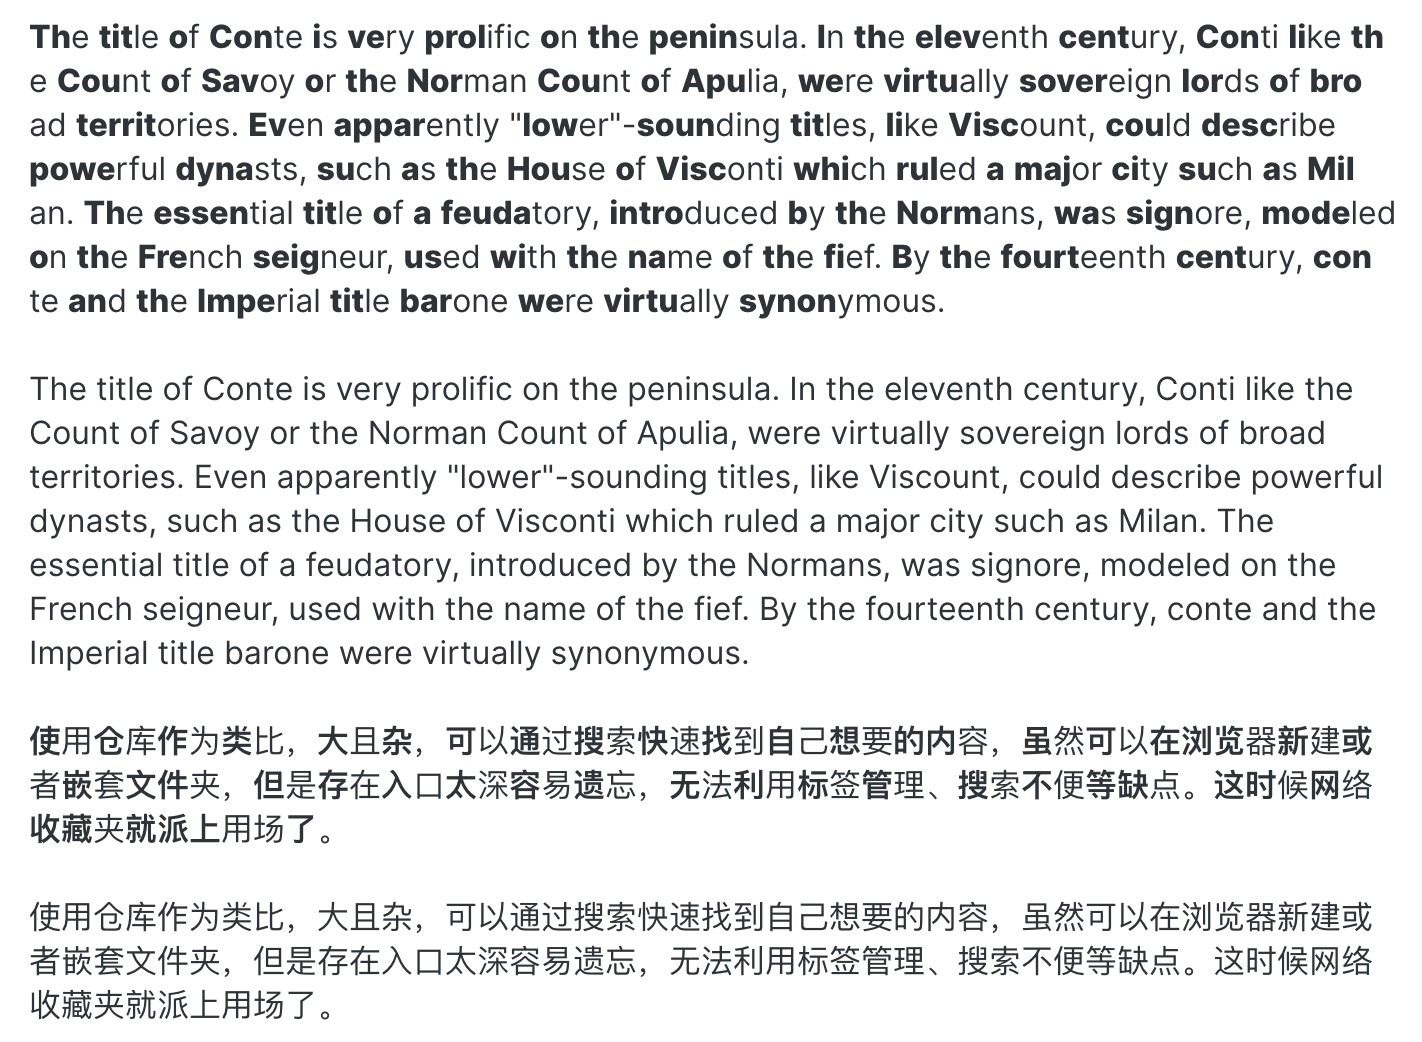 The title of Conte is very prolific on the peninsula. In the eleventh century, Conti like th
e Count of Savoy or the Norman Count of Apulia, were virtually sovereign lords of bro
ad territories. Even apparently "lower"-sounding titles, like Viscount, could describe
powerful dynasts, such as the House of Visconti which ruled a major city such as Mil
an. The essential title of a feudatory, introduced by the Normans, was signore, modeled
on the French seigneur, used with the name of the fief. By the fourteenth century, con
te and the Imperial title barone were virtually synonymous.
The title of Conte is very prolific on the peninsula. In the eleventh century, Conti like the
Count of Savoy or the Norman Count of Apulia, were virtually sovereign lords of broad
territories. Even apparently "lower"-sounding titles, like Viscount, could describe powerful
dynasts, such as the House of Visconti which ruled a major city such as Milan. The
essential title of a feudatory, introduced by the Normans, was signore, modeled on the
French seigneur, used with the name of the fief. By the fourteenth century, conte and the
Imperial title barone were virtually synonymous.
使用仓库作为类比，大且杂，可以通过搜索快速找到自己想要的内容，虽然可以在浏览器新建或
者嵌套文件夹，但是存在入口太深容易遗忘，无法利用标签管理、搜索不便等缺点。这时候网络
收藏夹就派上用场了。
使用仓库作为类比，大且杂，可以通过搜索快速找到自己想要的内容，虽然可以在浏览器新建或
者嵌套文件夹，但是存在入口太深容易遗忘，无法利用标签管理、搜索不便等缺点。这时候网络
收藏夹就派上用场了。